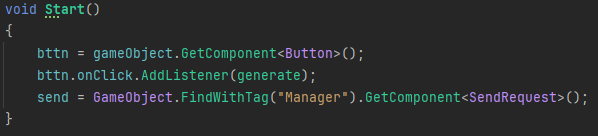 void Start()
{
bttn = gameObject.GetComponent<Button>();
bttn.onClick.AddListener(generate);
send = GameObject.FindWithTag("Manager").GetComponent<SendRequest>();
}